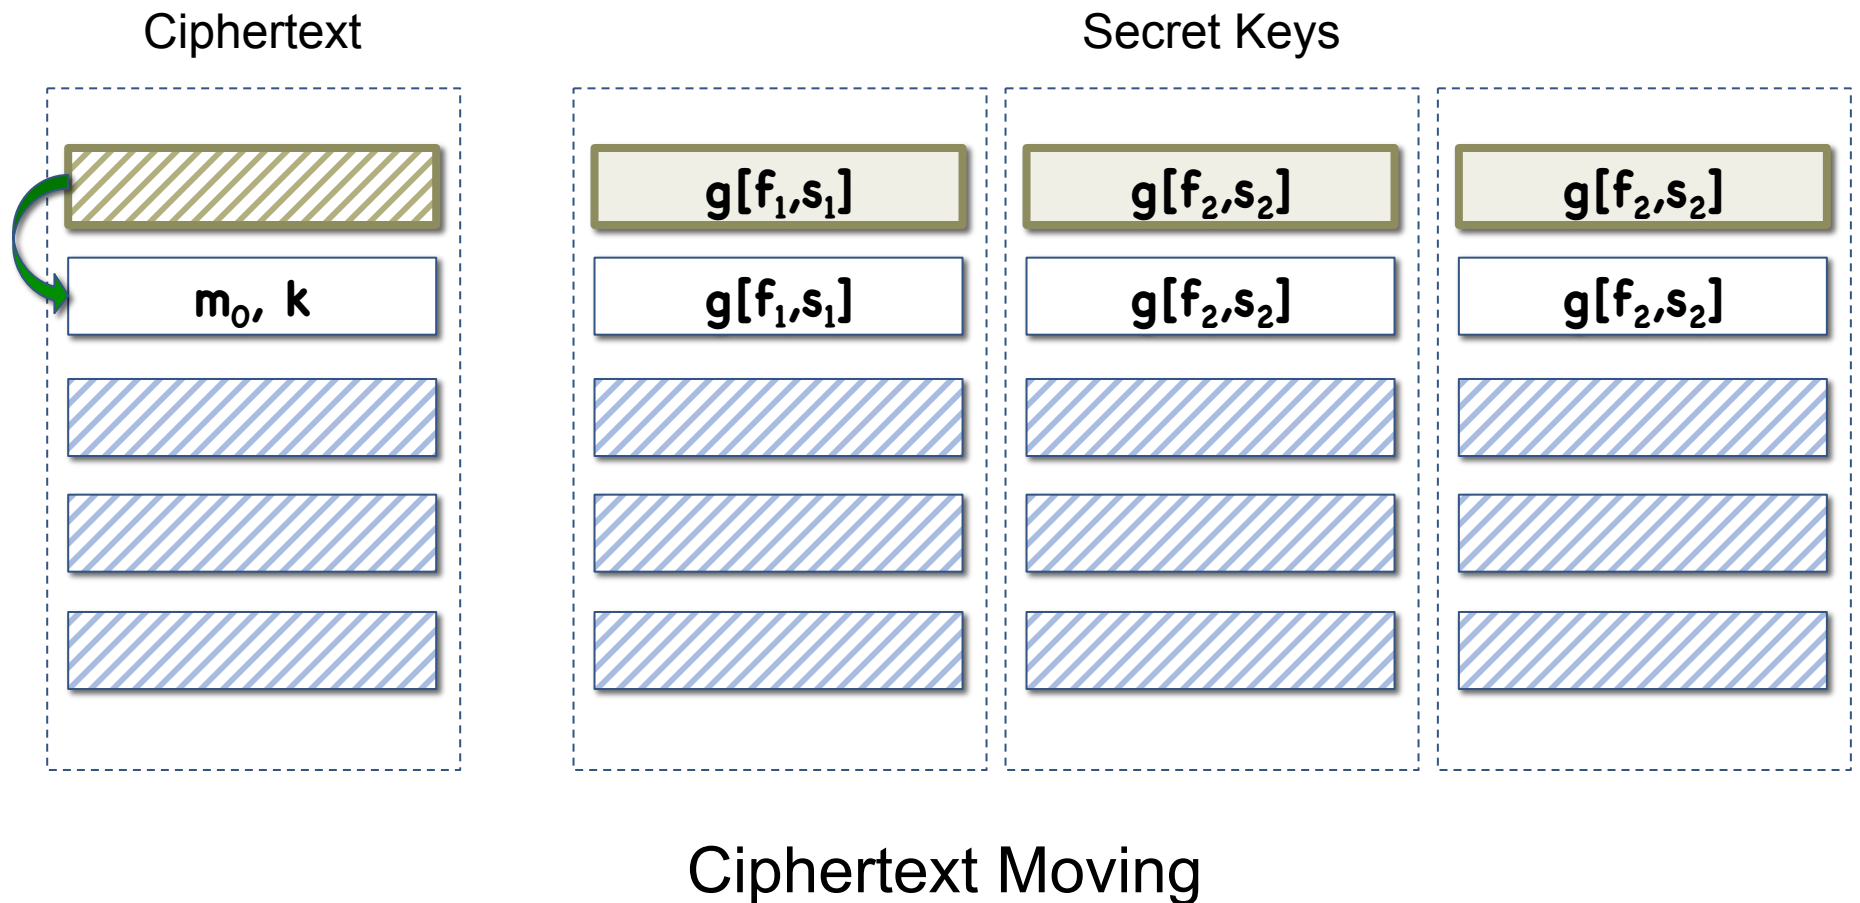 Ciphertext
Secret Keys
g[f₁,s₁]
g[f₂,s₂]
g[f₂,s₂]
m₀, k
g[f₁,s₁]
g[f₂,s₂]
g[f₂,s₂]
Ciphertext Moving